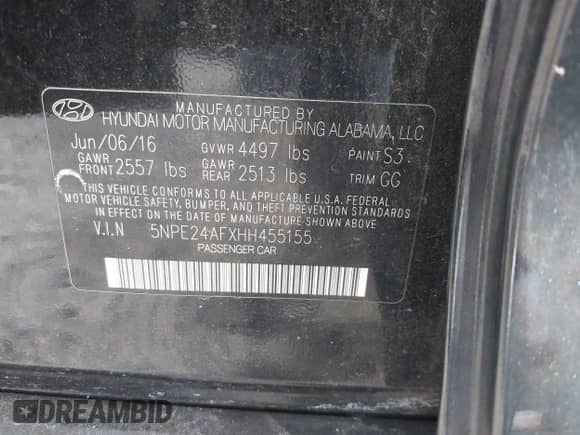 MANUFACTURED BY
HYUNDAI MOTOR MANUFACTURING ALABAMA, LLC
Jun/06/16 GVWR 4497 lbs PAINT S3
GAWR FRONT 2557 lbs GAWR REAR 2513 lbs TRIM GG
THIS VEHICLE CONFORMS TO ALL APPLICABLE U.S.A. FEDERAL
MOTOR VEHICLE SAFETY, BUMPER, AND THEFT PREVENTION STANDARDS
IN EFFECT ON THE DATE OF MANUFACTURE SHOWN ABOVE
V.I.N 5NPE24AFXHH455155
PASSENGER CAR
DREAMBID